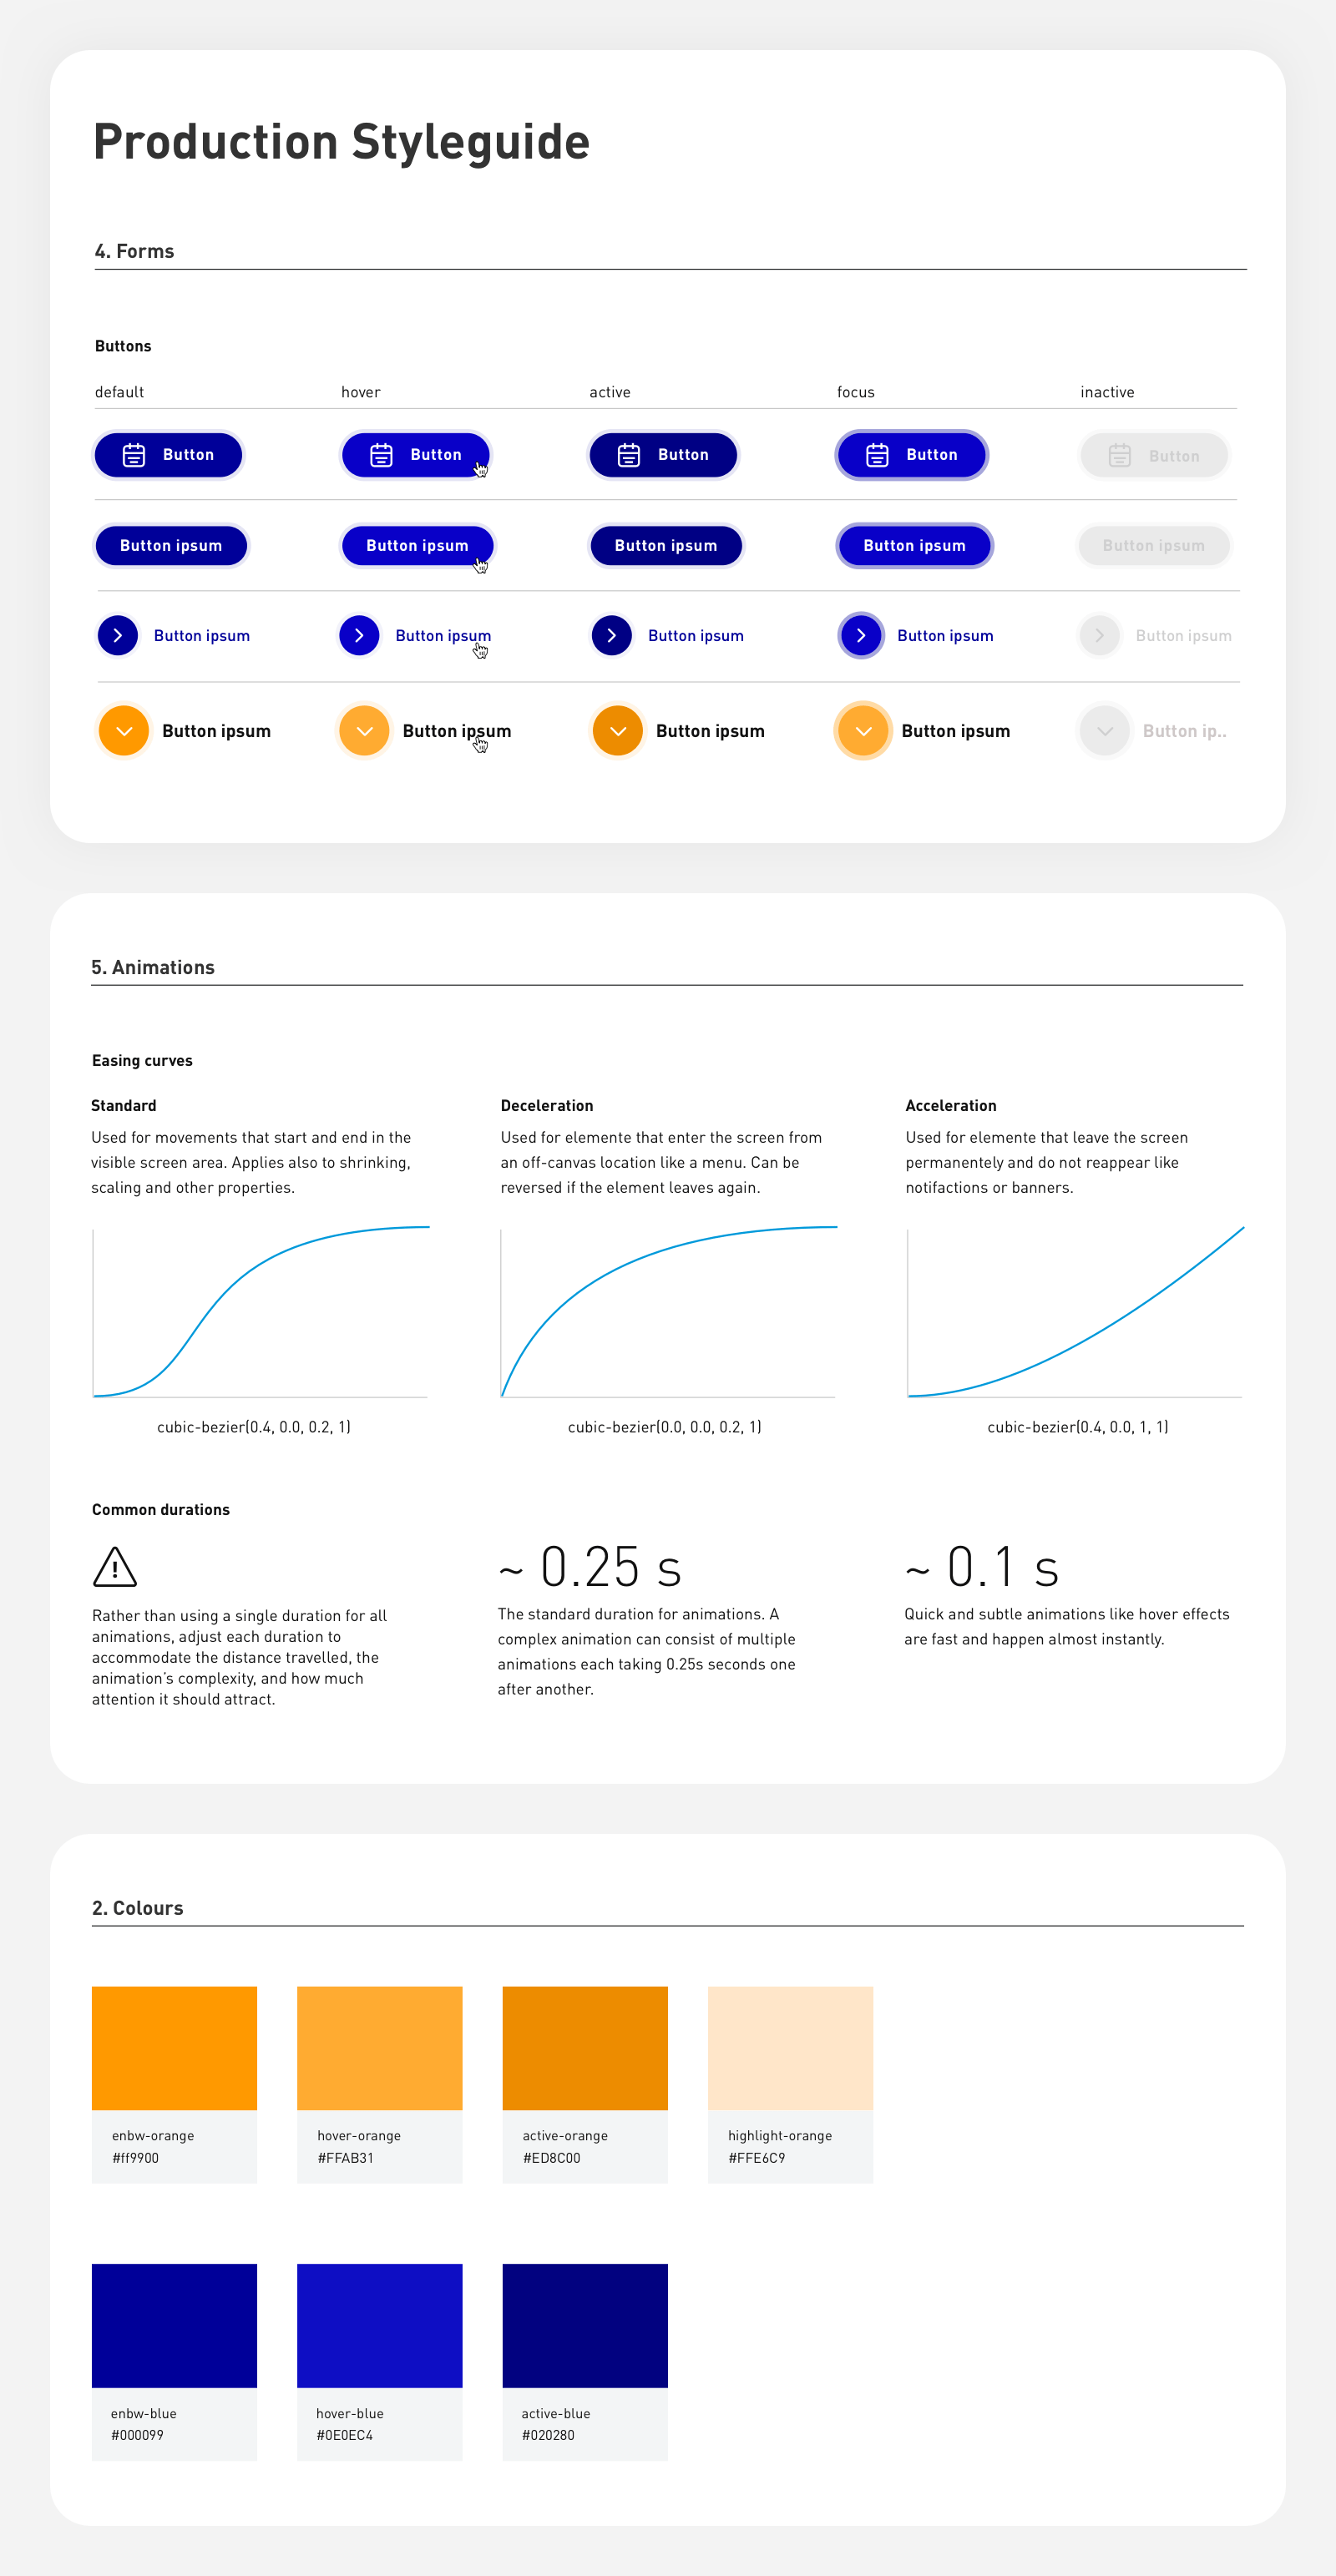 Production Styleguide
4. Forms
Buttons
default hover active focus inactive
Button Button Button Button Button
Button ipsum Button ipsum Button ipsum Button ipsum Button ipsum
Button ipsum Button ipsum Button ipsum Button ipsum Button ipsum
Button ipsum Button ipsum Button ipsum Button ipsum Button ip..
5. Animations
Easing curves
Standard
Used for movements that start and end in the
visible screen area. Applies also to shrinking,
scaling and other properties.
cubic-bezier(0.4, 0.0, 0.2, 1)
Deceleration
Used for elemente that enter the screen from
an off-canvas location like a menu. Can be
reversed if the element leaves again.
cubic-bezier(0.0, 0.0, 0.2, 1)
Acceleration
Used for elemente that leave the screen
permanentely and do not reappear like
notifactions or banners.
cubic-bezier(0.4, 0.0, 1, 1)
Common durations
Rather than using a single duration for all
animations, adjust each duration to
accommodate the distance travelled, the
animation's complexity, and how much
attention it should attract.
~ 0.25 s
The standard duration for animations. A
complex animation can consist of multiple
animations each taking 0.25s seconds one
after another.
~ 0.1 s
Quick and subtle animations like hover effects
are fast and happen almost instantly.
2. Colours
enbw-orange
#ff9900
hover-orange
#FFAB31
active-orange
#ED8C00
highlight-orange
#FFE6C9
enbw-blue
#000099
hover-blue
#0E0EC4
active-blue
#020280